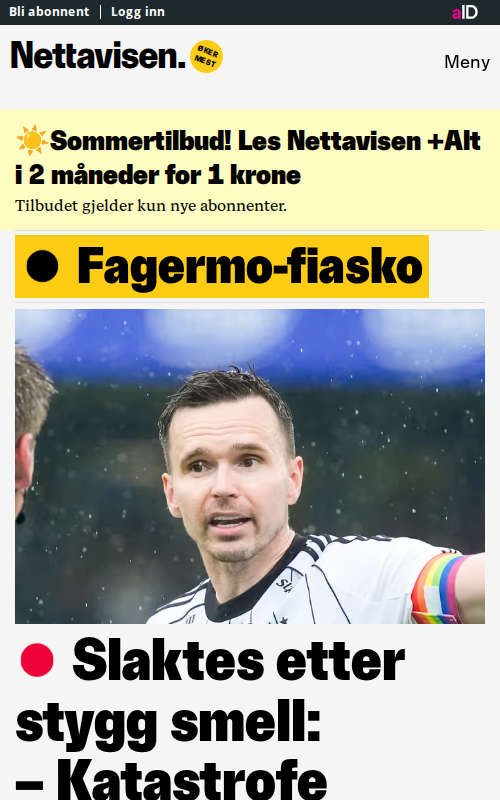 Bli abonnent | Logg inn
aID
Nettavisen.
ØKER
MEST
Meny
☀️Sommertilbud! Les Nettavisen +Alt
i 2 måneder for 1 krone
Tilbudet gjelder kun nye abonnenter.
● Fagermo-fiasko
🔴 Slaktes etter
stygg smell:
– Katastrofe